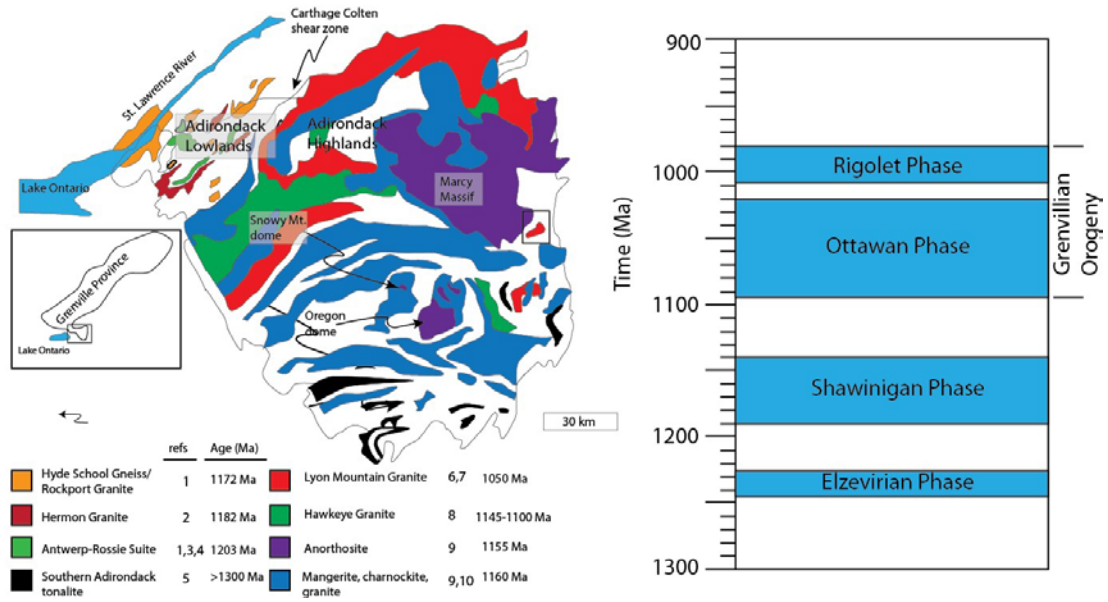 Carthage Colten
shear zone
St. Lawrence River
Adirondack
Lowlands
Adirondack
Highlands
Lake Ontario
Marcy
Massif
Snowy Mt.
dome
Grenville Province
Lake Ontario
Oregon
dome
30 km
refs Age (Ma)
Hyde School Gneiss/
Rockport Granite 1 1172 Ma
Hermon Granite 2 1182 Ma
Antwerp-Rossie Suite 1,3,4 1203 Ma
Southern Adirondack
tonalite 5 >1300 Ma
Lyon Mountain Granite 6,7 1050 Ma
Hawkeye Granite 8 1145-1100 Ma
Anorthosite 9 1155 Ma
Mangerite, charnockite,
granite 9,10 1160 Ma
Time (Ma)
900
1000
1100
1200
1300
Rigolet Phase
Ottawan Phase
Shawinigan Phase
Elzevirian Phase
Grenvillian
Orogeny